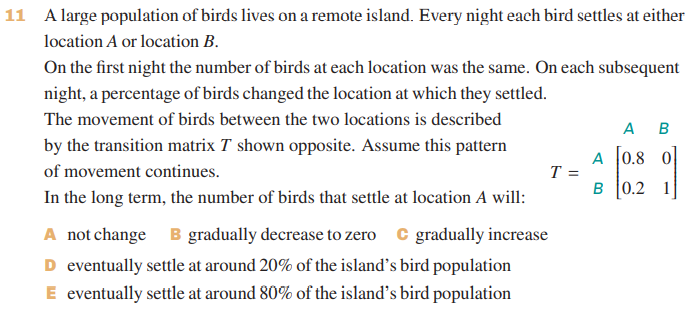 11 A large population of birds lives on a remote island. Every night each bird settles at either
location A or location B.
On the first night the number of birds at each location was the same. On each subsequent
night, a percentage of birds changed the location at which they settled.
The movement of birds between the two locations is described
by the transition matrix T shown opposite. Assume this pattern
of movement continues.
In the long term, the number of birds that settle at location A will:
A B
T = A [0.8 0]
B [0.2 1]
A not change B gradually decrease to zero C gradually increase
D eventually settle at around 20% of the island's bird population
E eventually settle at around 80% of the island's bird population